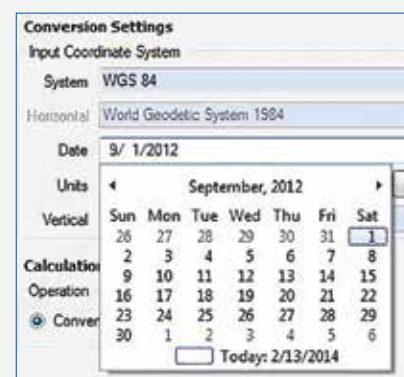 Conversion Settings
Input Coordinate System
System WGS 84
Horizontal World Geodetic System 1984
Date 9/ 1/2012
Units
September, 2012
Vertical
Sun Mon Tue Wed Thu Fri Sat
26 27 28 29 30 31 1
2 3 4 5 6 7 8
Calculation
9 10 11 12 13 14 15
Operation
16 17 18 19 20 21 22
Conver
23 24 25 26 27 28 29
30 1 2 3 4 5 6
Today: 2/13/2014